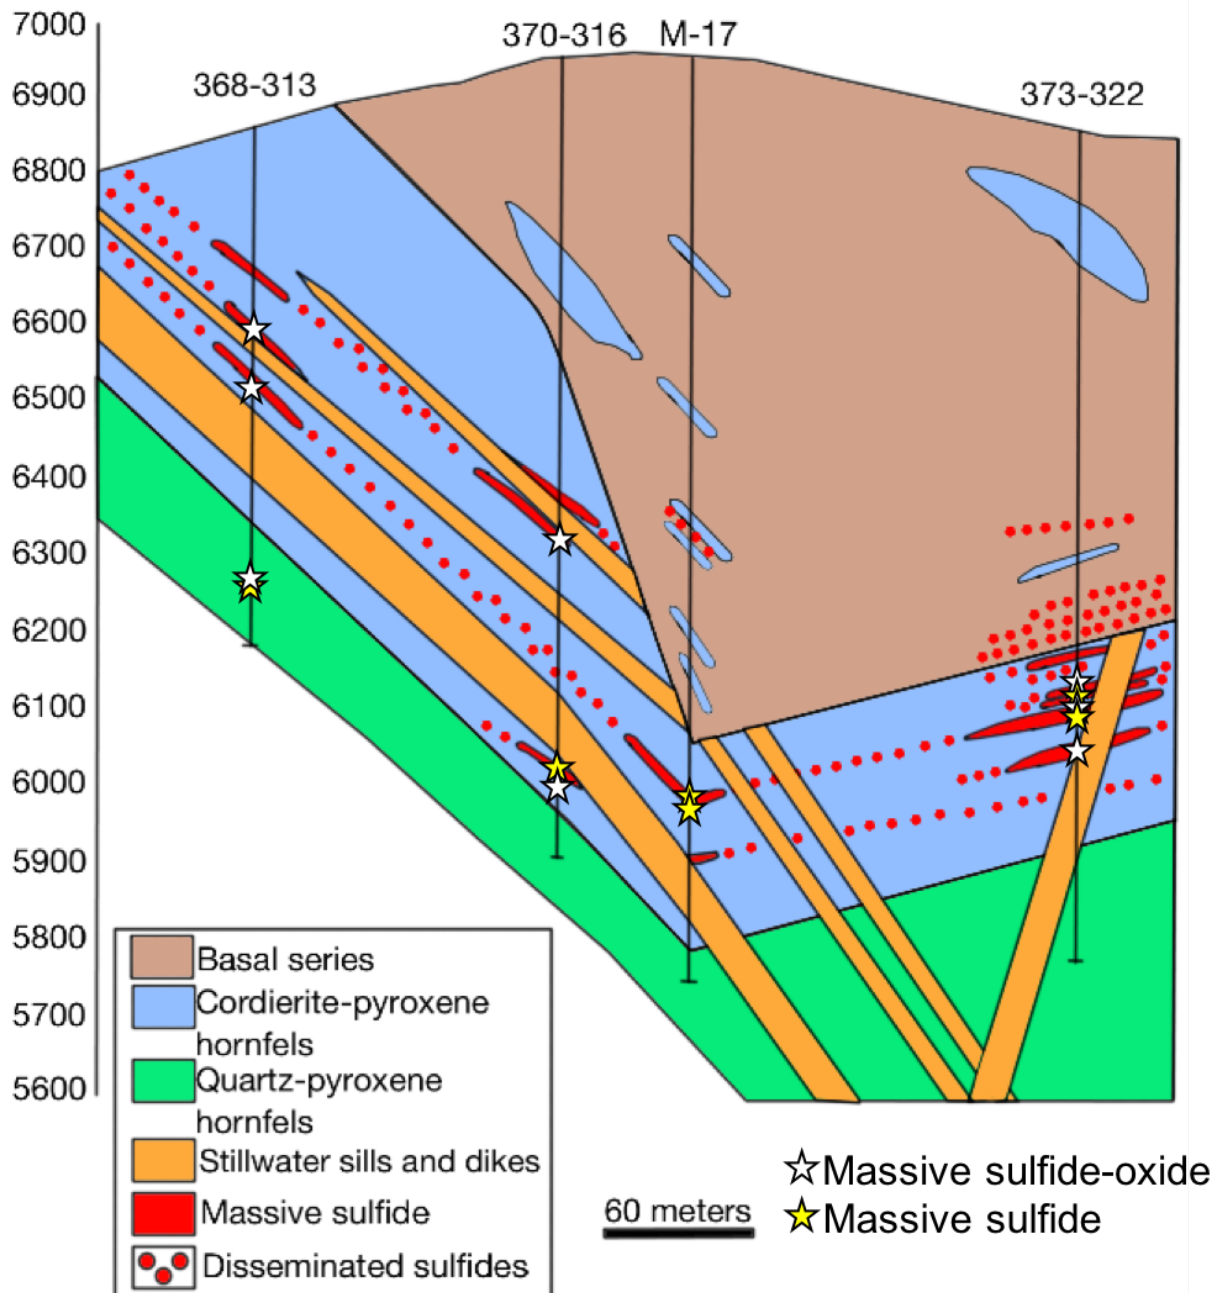 7000
370-316 M-17
368-313
373-322
6900
6800
6700
6600
6500
6400
6300
6200
6100
6000
5900
5800
5700
5600
Basal series
Cordierite-pyroxene
hornfels
Quartz-pyroxene
hornfels
Stillwater sills and dikes
Massive sulfide
Disseminated sulfides
60 meters
Massive sulfide-oxide
Massive sulfide